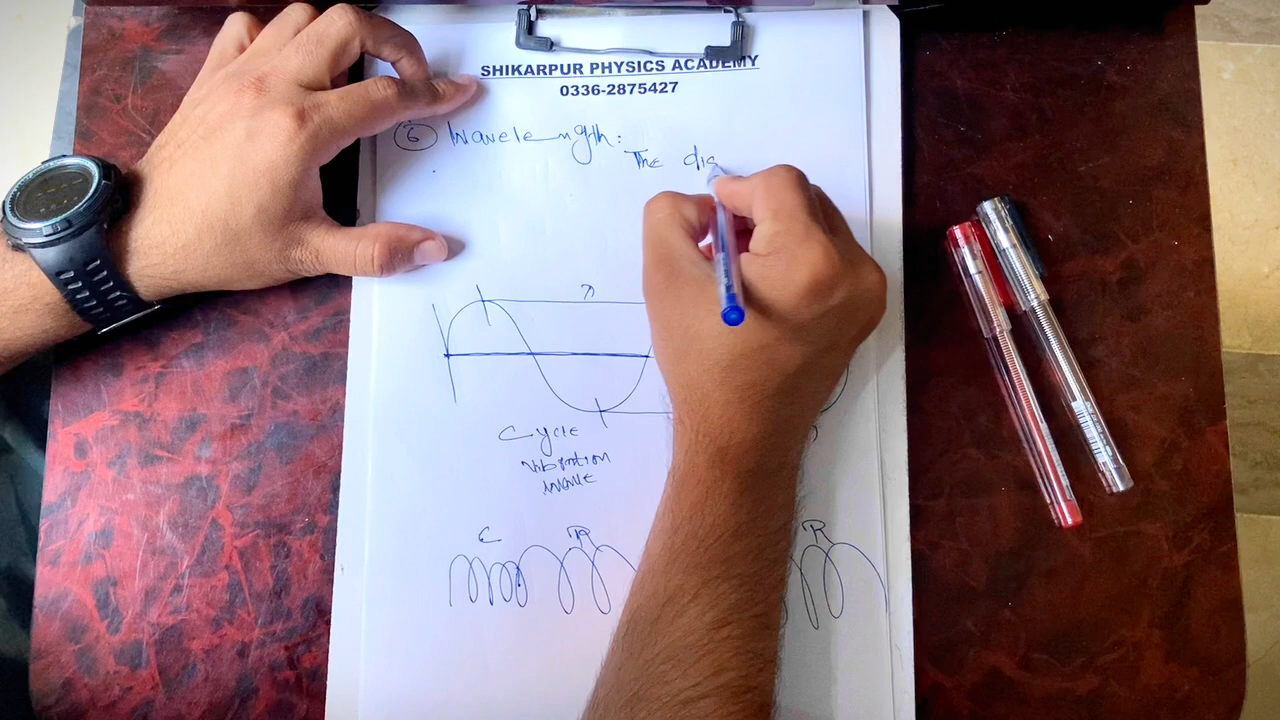 SHIKARPUR PHYSICS ACADEMY
0336-2875427
6 Wavelength:
The dis
λ
Cycle
vibration
wave
C R R